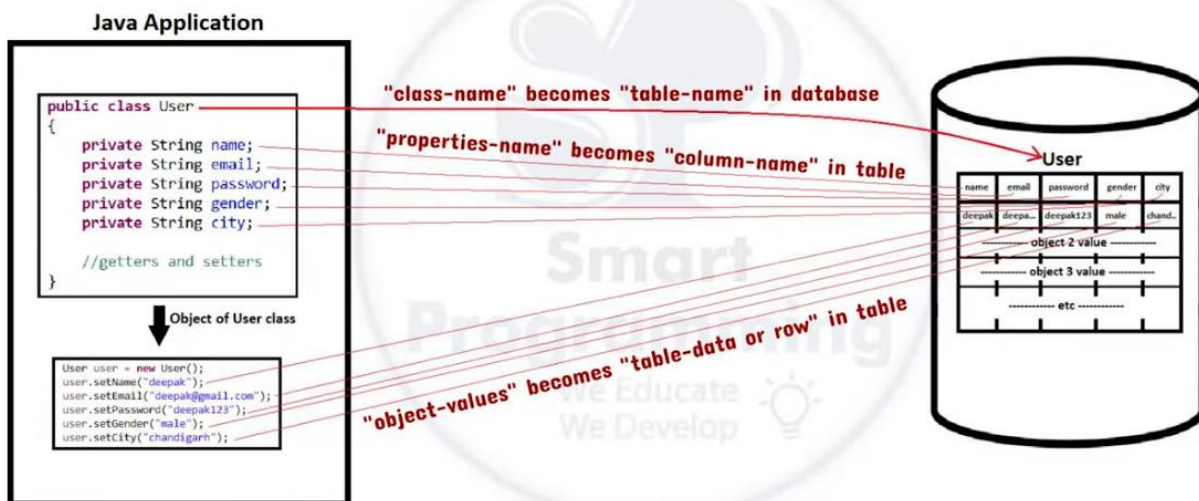 Java Application
public class User
{
private String name;
private String email;
private String password;
private String gender;
private String city;
//getters and setters
}
Object of User class
User user = new User();
user.setName("deepak");
user.setEmail("deepak@gmail.com");
user.setPassword("deepak123");
user.setGender("male");
user.setCity("chandigarh");
"class-name" becomes "table-name" in database
"properties-name" becomes "column-name" in table
"object-values" becomes "table-data or row" in table
User
name email password gender city
deepak deepa... deepak123 male chand..
------------ object 2 value -----------
------------ object 3 value -----------
------------ etc ------------
Smart
Programming
We Educate
We Develop